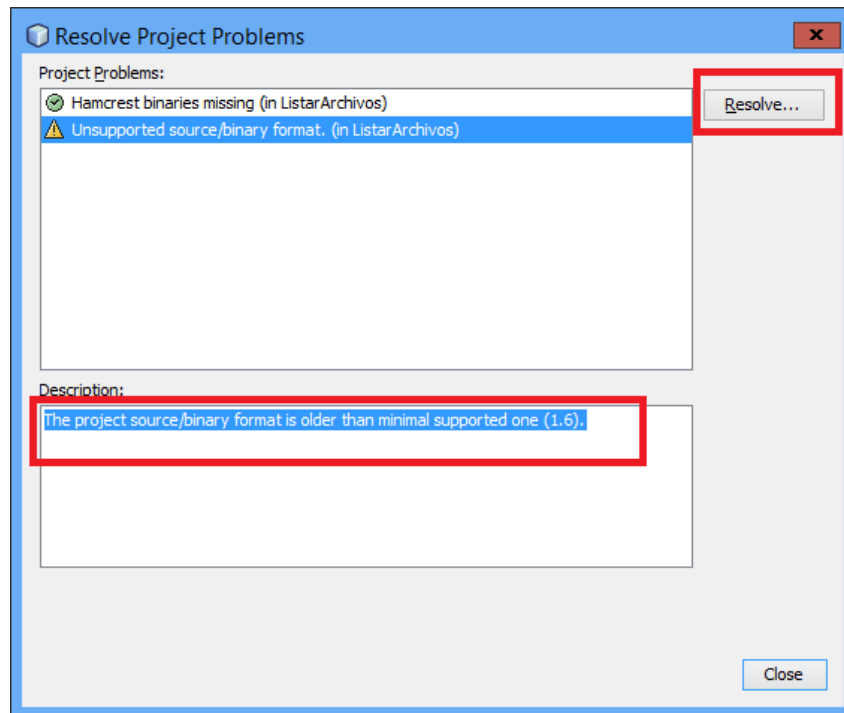 Resolve Project Problems
Project Problems:
Hamcrest binaries missing (in ListarArchivos)
Resolve...
Unsupported source/binary format. (in ListarArchivos)
Description:
The project source/binary format is older than minimal supported one (1.6).
Close